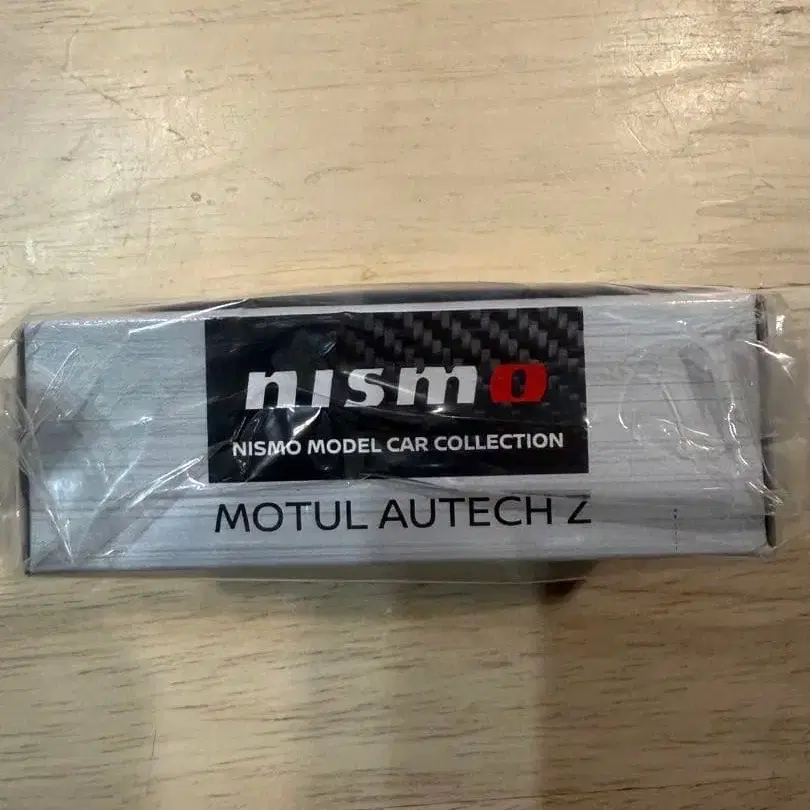 nismo
NISMO MODEL CAR COLLECTION
MOTUL AUTECH Z